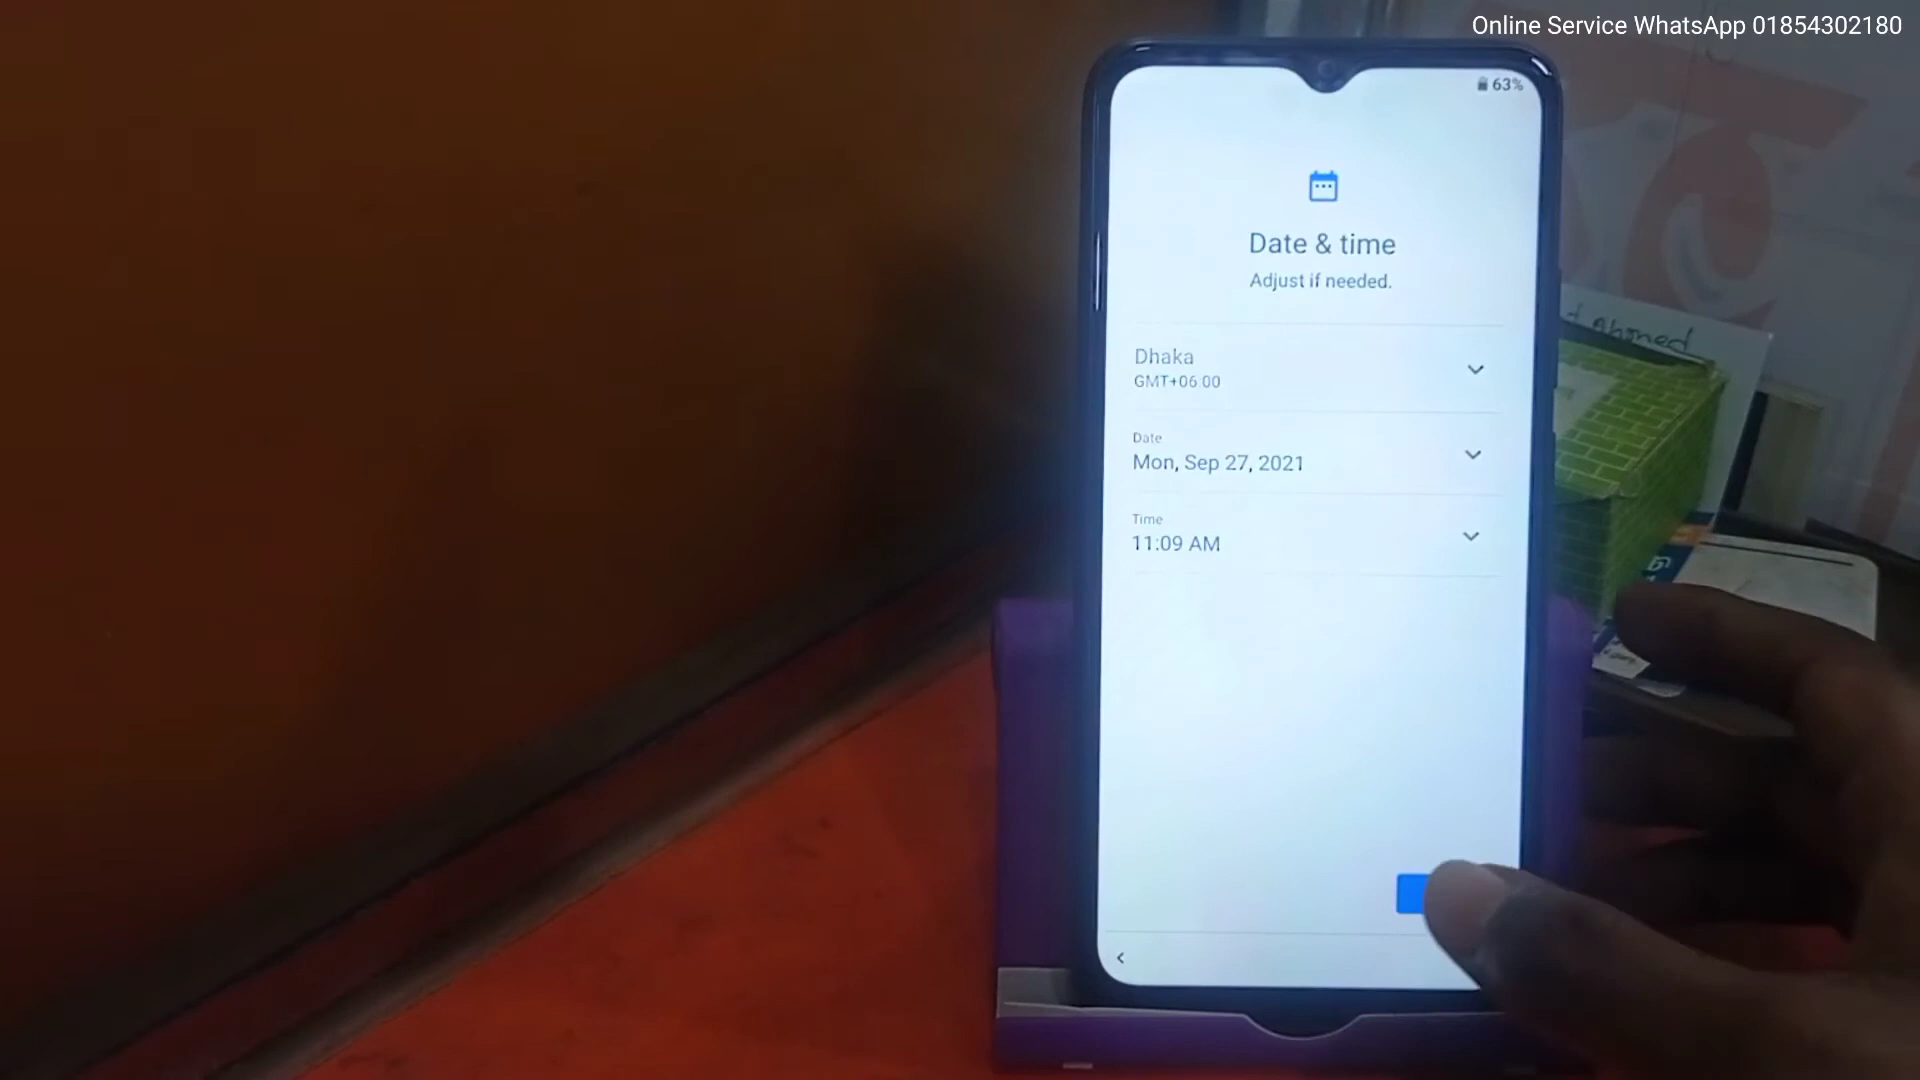 Online Service WhatsApp 01854302180
63%
Date & time
Adjust if needed.
Dhaka
GMT+06:00
Date
Mon, Sep 27, 2021
Time
11:09 AM